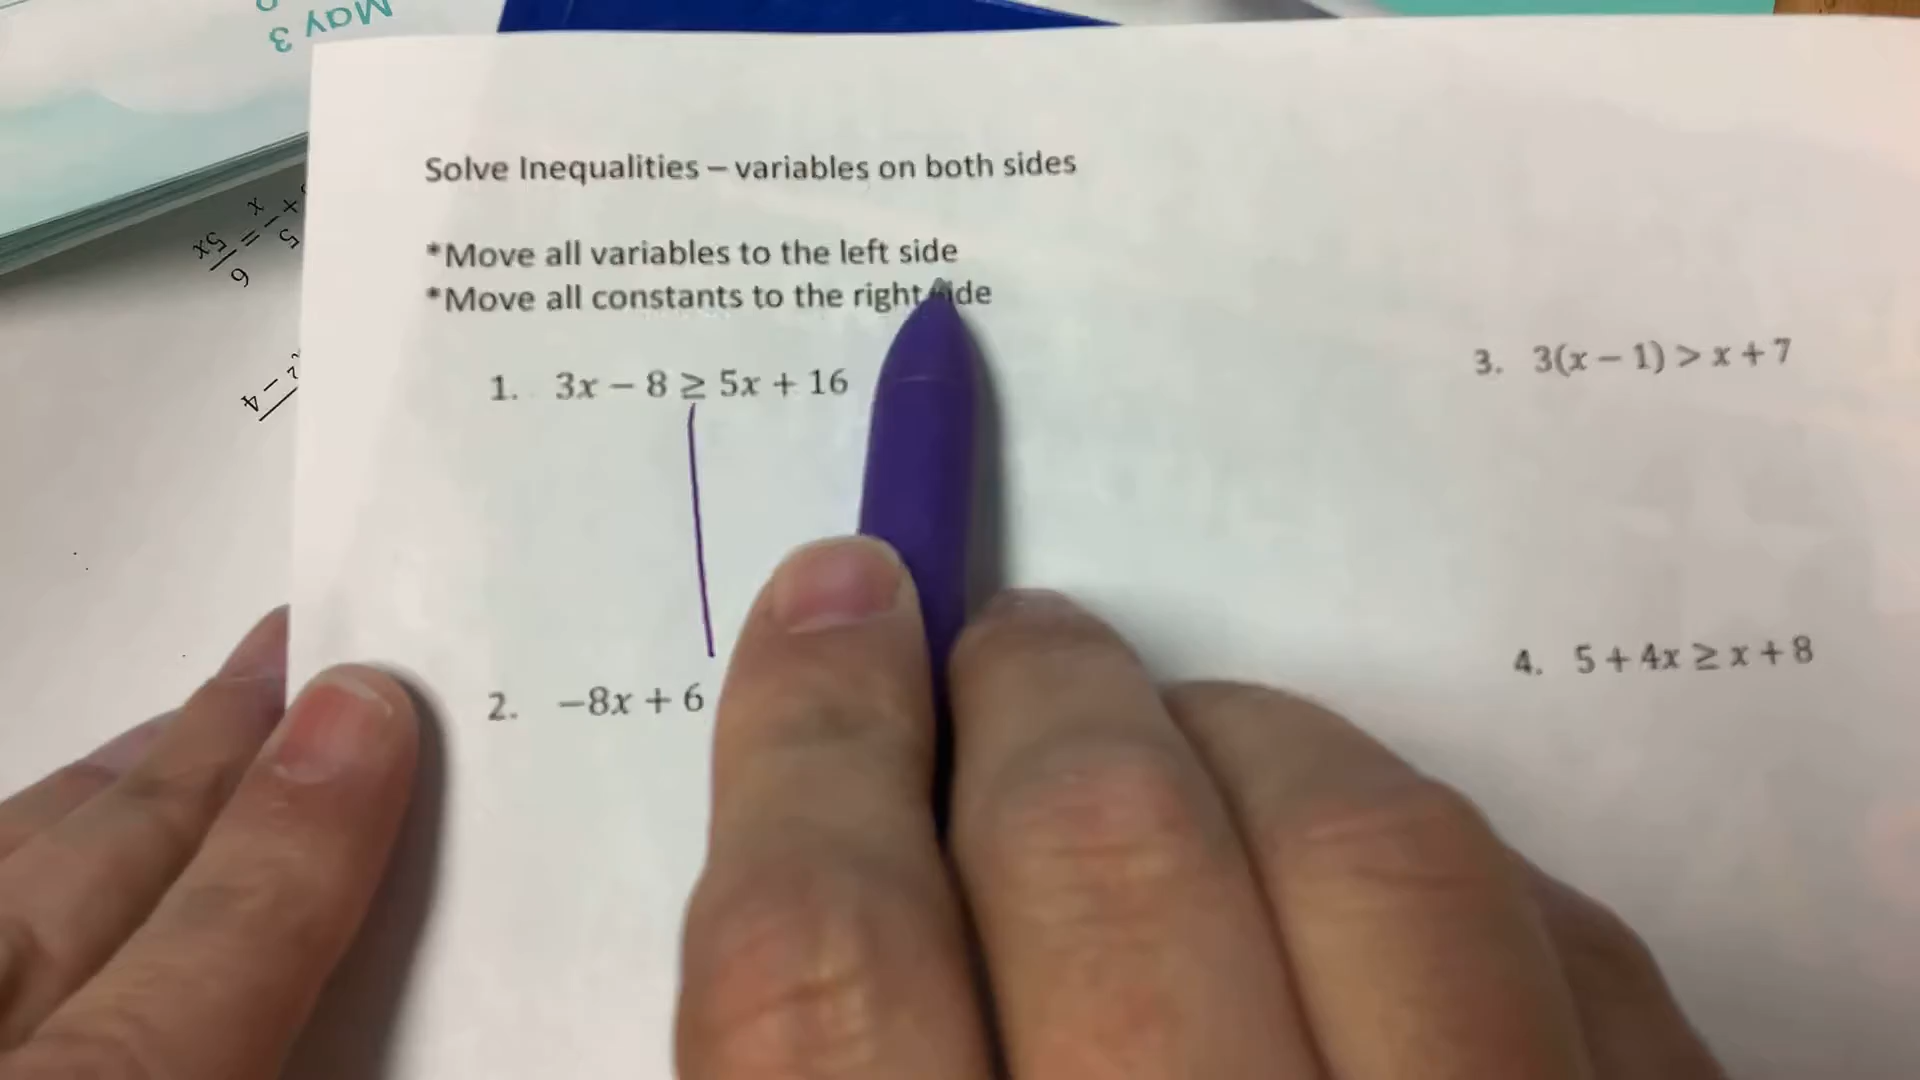 May 3
Solve Inequalities – variables on both sides
*Move all variables to the left side
*Move all constants to the right side
1. 3x – 8 ≥ 5x + 16
3. 3(x – 1) > x + 7
2. –8x + 6
4. 5 + 4x ≥ x + 8